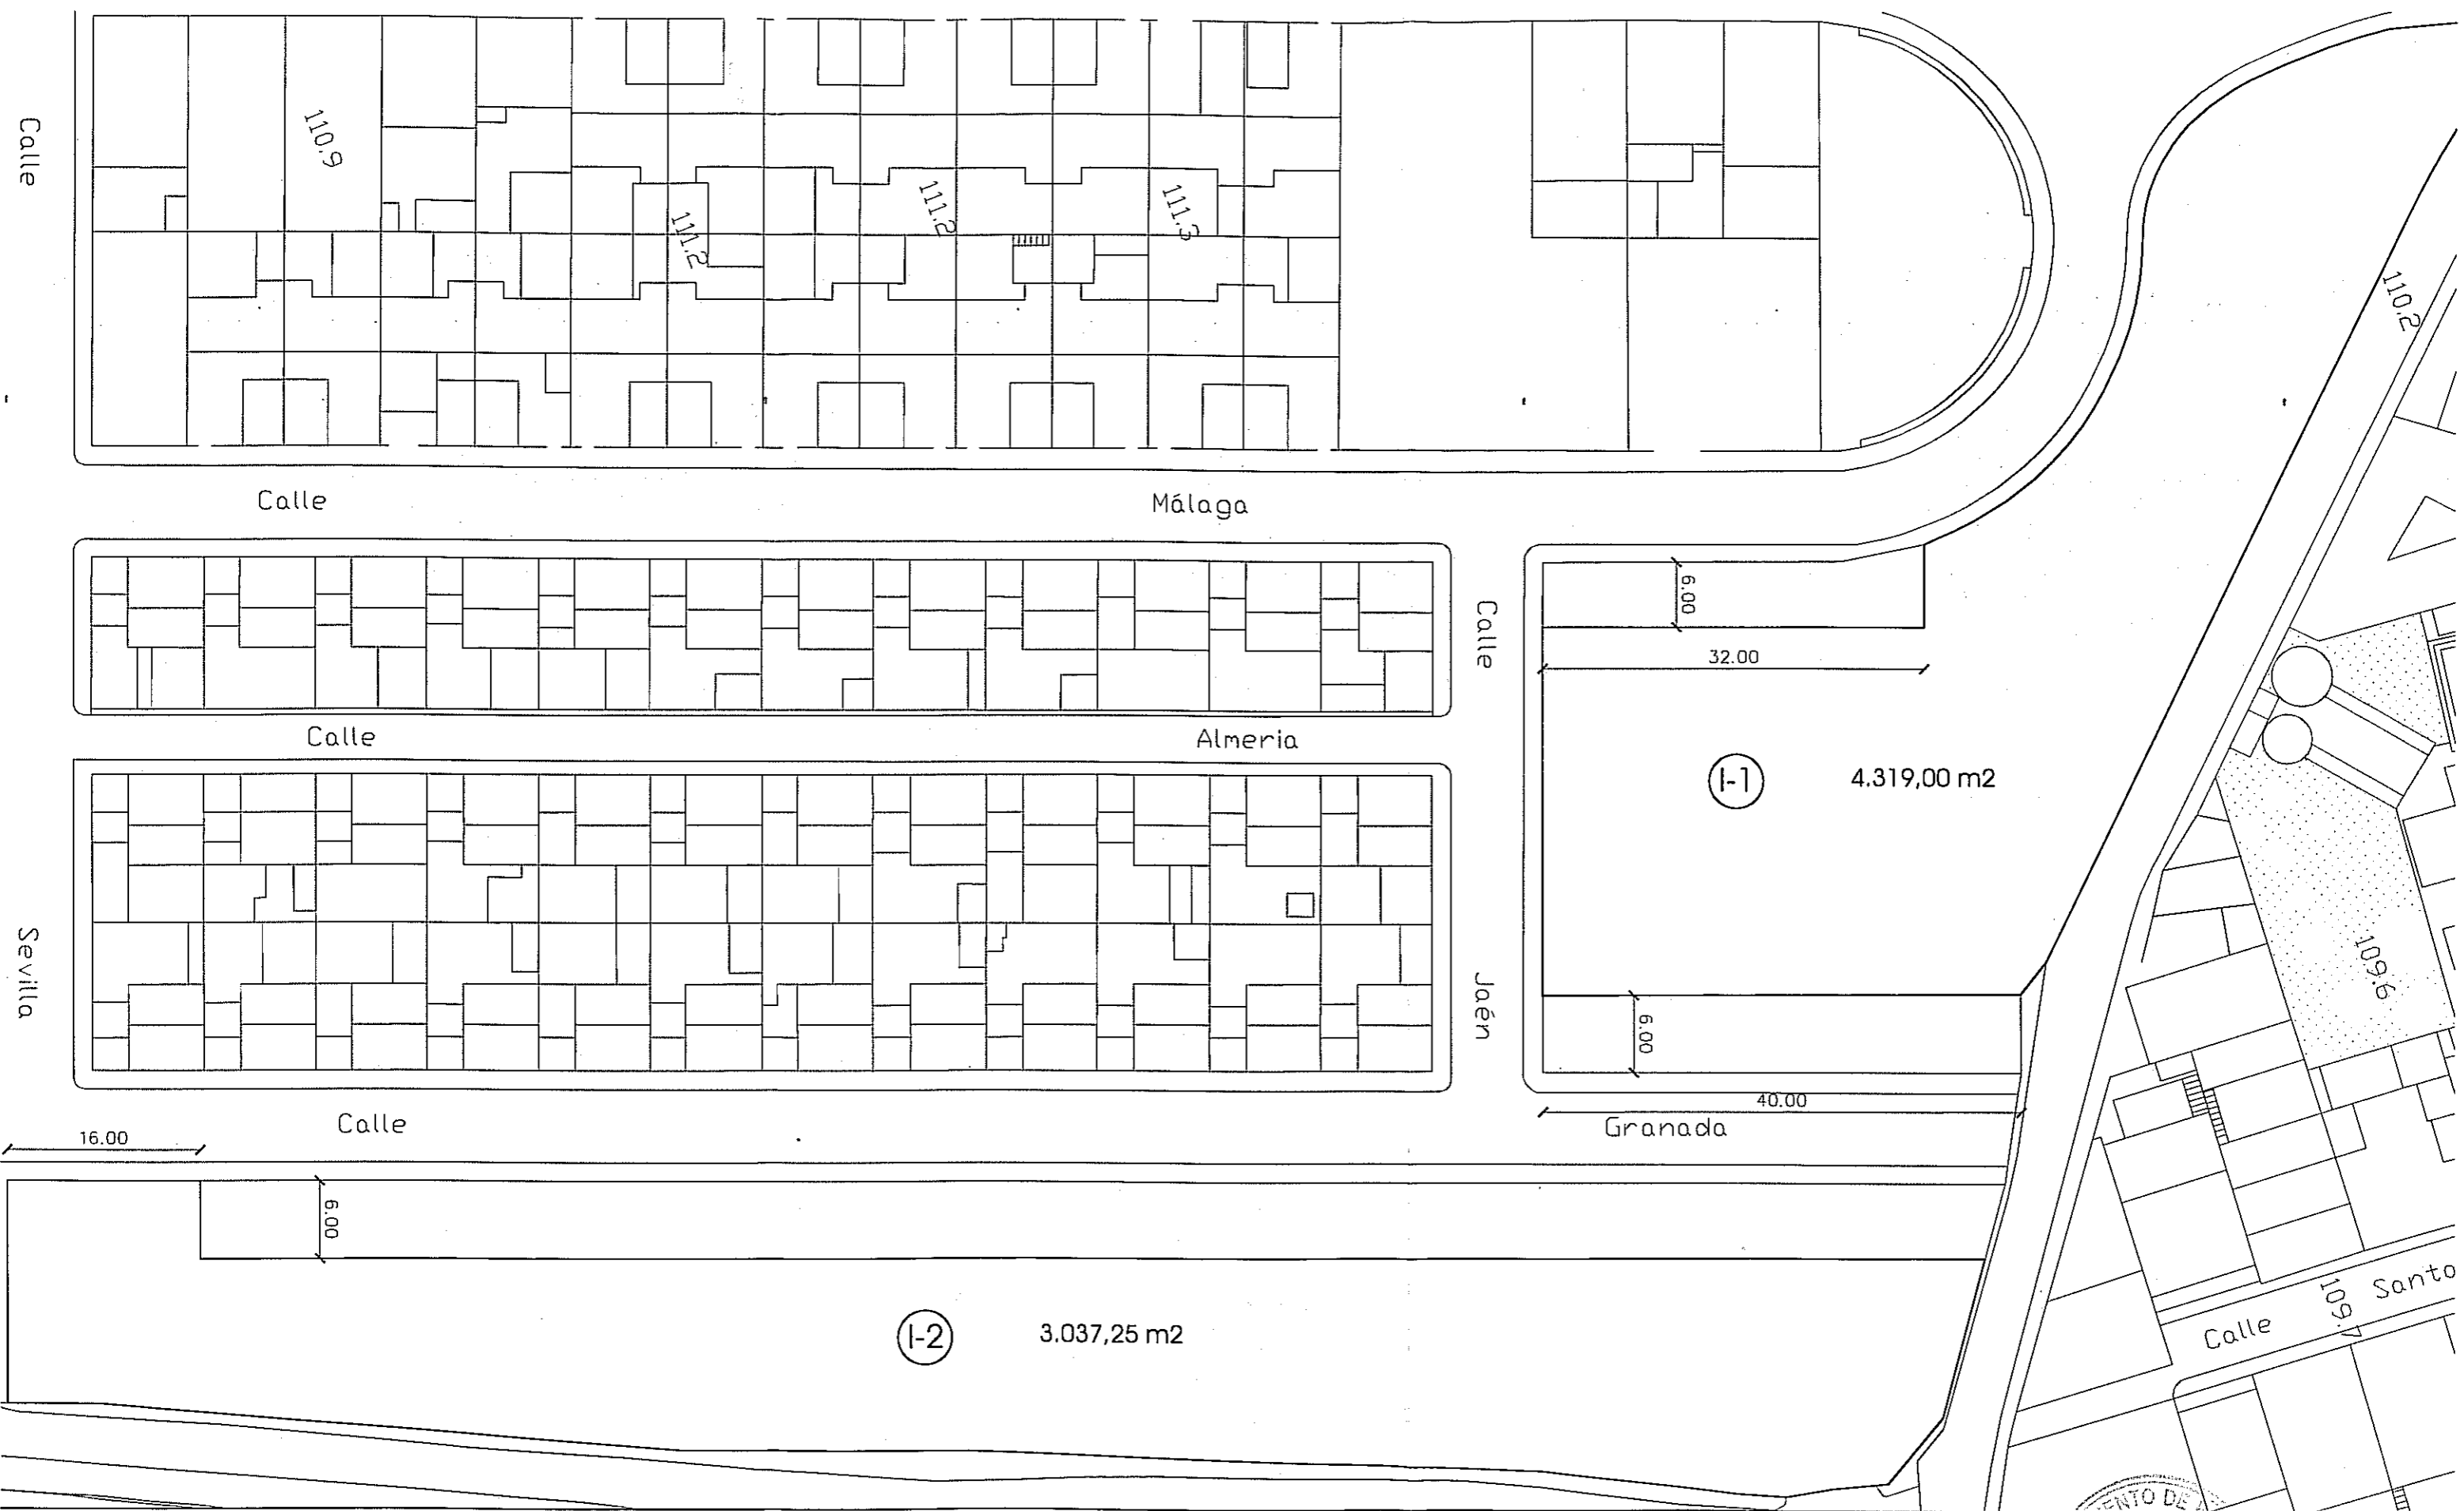 Calle
110.9
111.2
111.2
111.3
110.2
Calle Málaga
6.00
Calle
32.00
Calle Almeria
I-1 4.319,00 m2
Sevilla
109.6
Jaén
6.00
40.00
Calle Granada
16.00
6.00
Calle Santo
109.7
I-2 3.037,25 m2